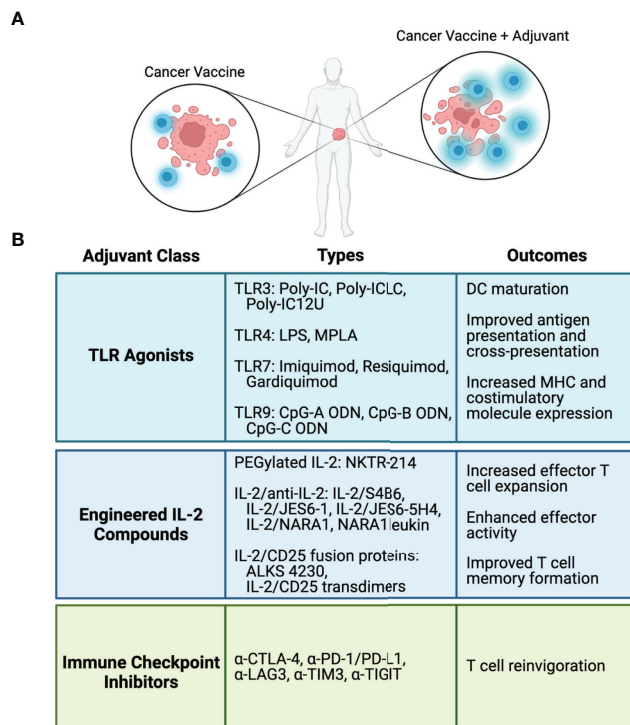 A
Cancer Vaccine
Cancer Vaccine + Adjuvant
B
Adjuvant Class
Types
Outcomes
TLR Agonists
TLR3: Poly-IC, Poly-ICLC,
Poly-IC12U
TLR4: LPS, MPLA
TLR7: Imiquimod, Resiquimod,
Gardiquimod
TLR9: CpG-A ODN, CpG-B ODN,
CpG-C ODN
DC maturation
Improved antigen
presentation and
cross-presentation
Increased MHC and
costimulatory
molecule expression
Engineered IL-2
Compounds
PEGylated IL-2: NKTR-214
IL-2/anti-IL-2: IL-2/S4B6,
IL-2/JES6-1, IL-2/JES6-5H4,
IL-2/NARA1, NARA1leukin
IL-2/CD25 fusion proteins:
ALKS 4230,
IL-2/CD25 transdimers
Increased effector T
cell expansion
Enhanced effector
activity
Improved T cell
memory formation
Immune Checkpoint
Inhibitors
α-CTLA-4, α-PD-1/PD-L1,
α-LAG3, α-TIM3, α-TIGIT
T cell reinvigoration